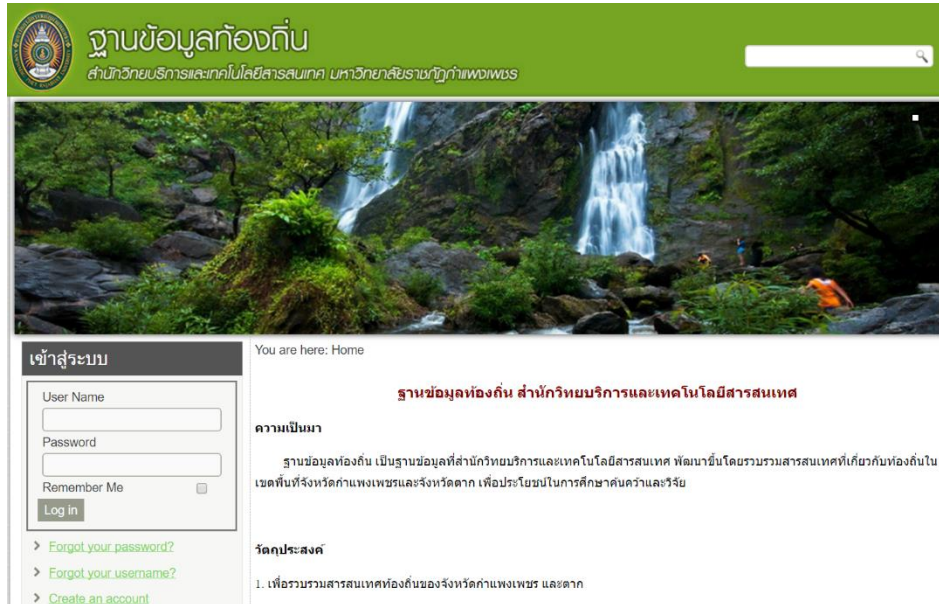 ฐานข้อมูลท้องถิ่น
สำนักวิทยบริการและเทคโนโลยีสารสนเทศ มหาวิทยาลัยราชภัฏกำแพงเพชร
เข้าสู่ระบบ
User Name
Password
Remember Me
Log in
Forgot your password?
Forgot your username?
Create an account
You are here: Home
ฐานข้อมูลท้องถิ่น สำนักวิทยบริการและเทคโนโลยีสารสนเทศ
ความเป็นมา
ฐานข้อมูลท้องถิ่น เป็นฐานข้อมูลที่สำนักวิทยบริการและเทคโนโลยีสารสนเทศ พัฒนาขึ้นโดยรวบรวมสารสนเทศที่เกี่ยวกับท้องถิ่นใน
เขตพื้นที่จังหวัดกำแพงเพชรและจังหวัดตาก เพื่อประโยชน์ในการศึกษาค้นคว้าและวิจัย
วัตถุประสงค์
1. เพื่อรวบรวมสารสนเทศท้องถิ่นของจังหวัดกำแพงเพชร และตาก